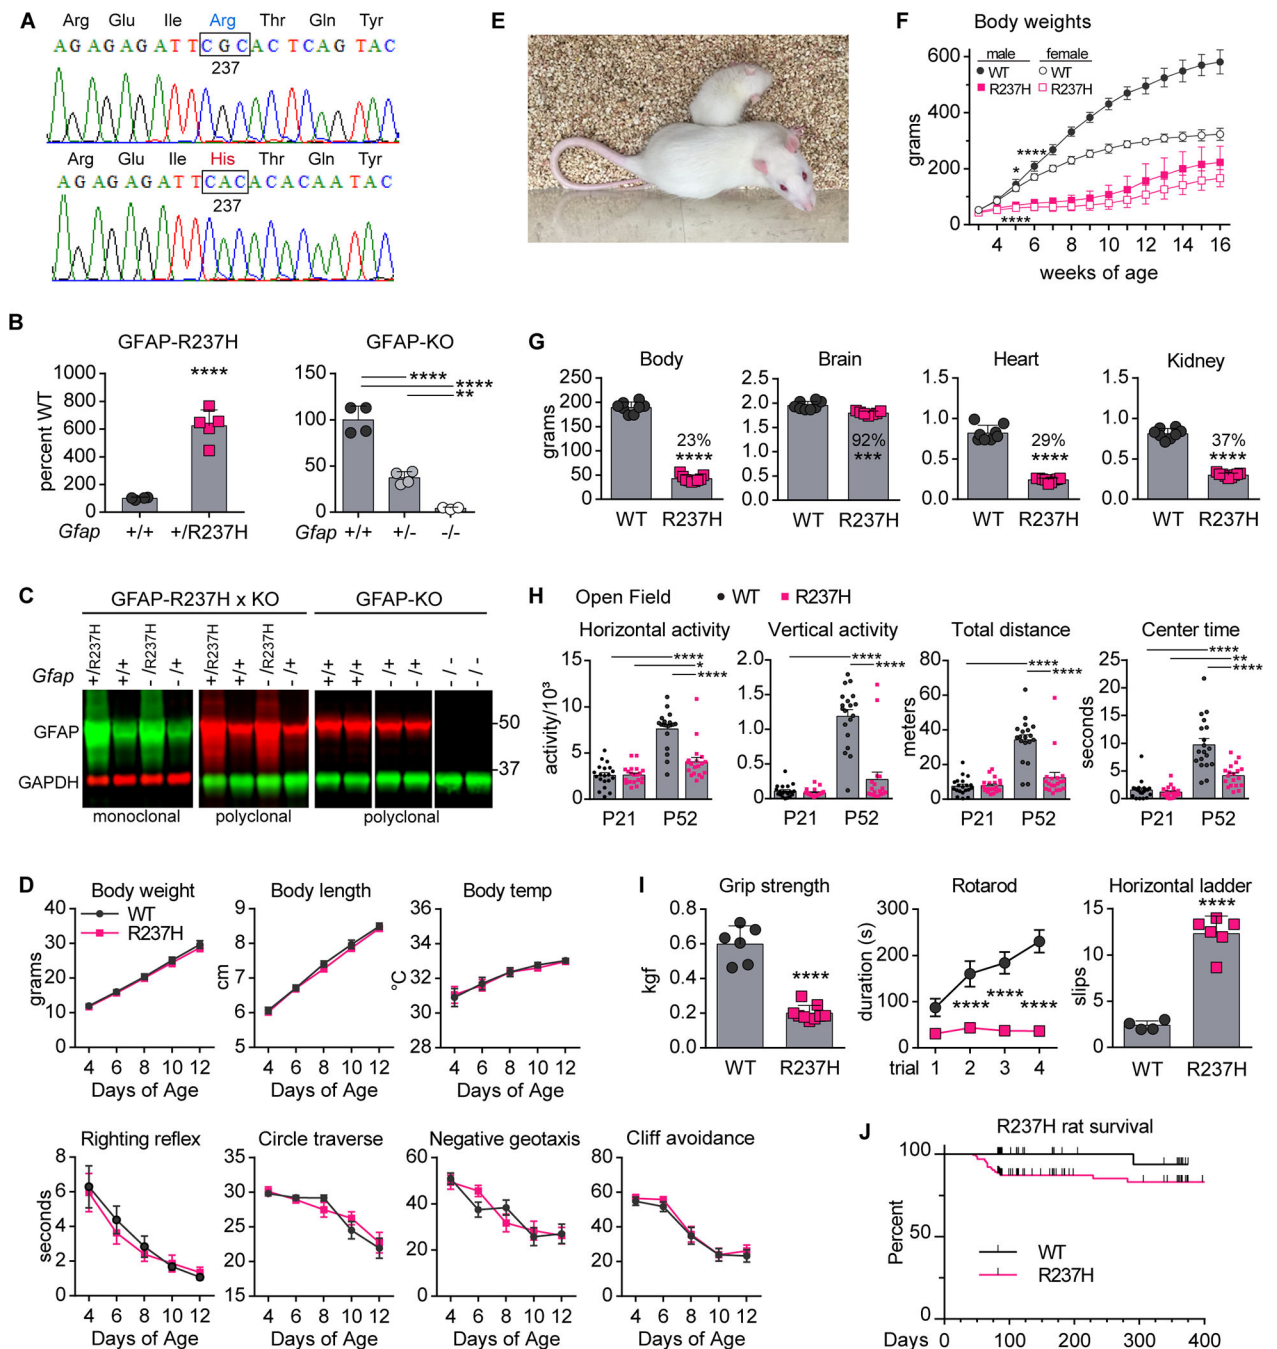 A
Arg Glu Ile Arg Thr Gln Tyr
AGAGAGATTCGCACTCAGTAC
237
Arg Glu Ile His Thr Gln Tyr
AGAGAGATTCACACACAATAC
237
B
GFAP-R237H
percent WT
1000
800
600
400
200
0
****
Gfap +/+ +/R237H
GFAP-KO
150
100
50
0
****
****
**
Gfap +/+ +/- -/-
C
GFAP-R237H x KO GFAP-KO
Gfap +/R237H +/+ -/R237H -/+ +/R237H +/+ -/R237H -/+ +/+ +/+ -/+ -/+ -/- -/-
GFAP
GAPDH
-50
-37
monoclonal polyclonal polyclonal
D
Body weight
WT
R237H
grams
40
30
20
10
0
4 6 8 10 12
Days of Age
Body length
cm
9
8
7
6
5
4 6 8 10 12
Days of Age
Body temp
°C
36
34
32
30
28
4 6 8 10 12
Days of Age
Righting reflex
seconds
8
6
4
2
0
4 6 8 10 12
Days of Age
Circle traverse
35
30
25
20
15
4 6 8 10 12
Days of Age
Negative geotaxis
60
40
20
0
4 6 8 10 12
Days of Age
Cliff avoidance
80
60
40
20
0
4 6 8 10 12
Days of Age
E
F
Body weights
grams
600
400
200
0
male female
WT WT
R237H R237H
****
*
****
3 4 5 6 7 8 9 10 11 12 13 14 15 16
weeks of age
G
Body
grams
250
200
150
100
50
0
23%
****
WT R237H
Brain
2.5
2.0
1.5
1.0
0.5
0.0
92%
***
WT R237H
Heart
1.5
1.0
0.5
0.0
29%
****
WT R237H
Kidney
1.5
1.0
0.5
0.0
37%
****
WT R237H
H
Open Field WT R237H
Horizontal activity
activity/10³
15
10
5
0
****
*
****
P21 P52
Vertical activity
2.0
1.5
1.0
0.5
0.0
****
****
P21 P52
Total distance
meters
80
60
40
20
0
****
****
P21 P52
Center time
seconds
25
20
15
10
5
0
****
**
****
P21 P52
I
Grip strength
kgf
0.8
0.6
0.4
0.2
0.0
****
WT R237H
Rotarod
duration (s)
300
200
100
0
****
****
****
trial 1 2 3 4
Horizontal ladder
slips
15
10
5
0
****
WT R237H
J
R237H rat survival
Percent
100
50
0
WT
R237H
Days 0 100 200 300 400